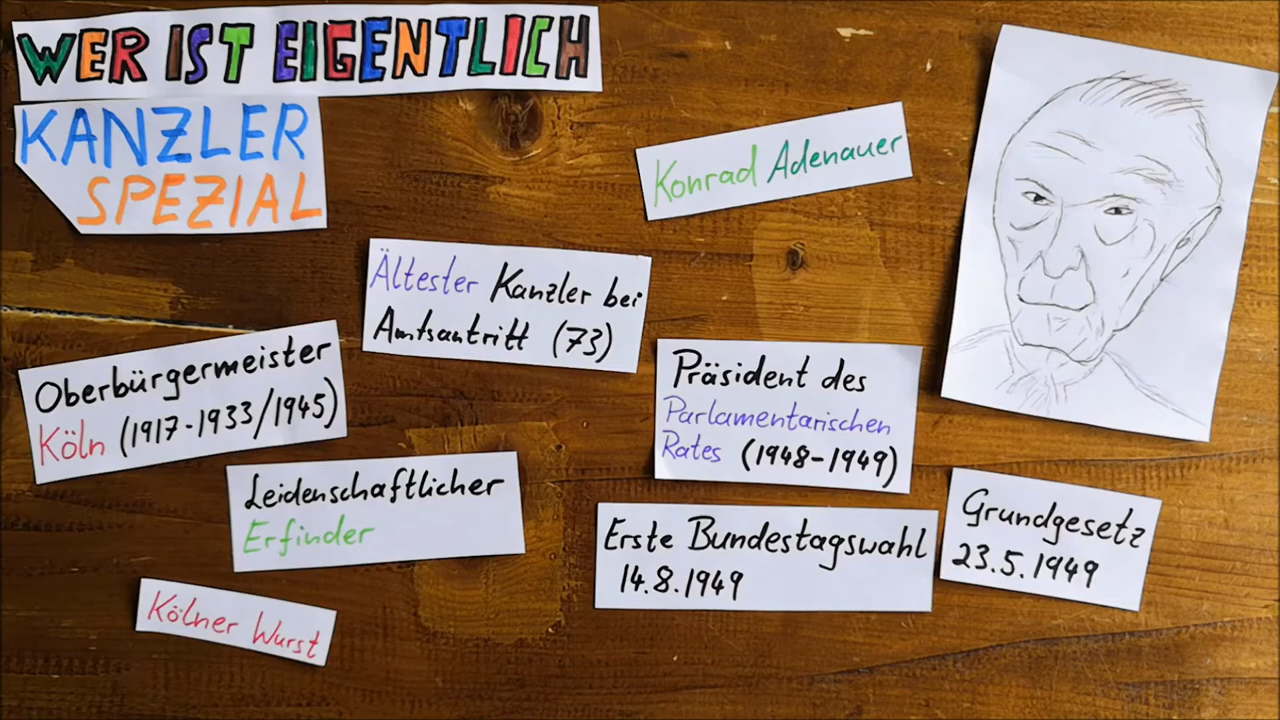 WER IST EIGENTLICH
KANZLER
SPEZIAL
Konrad Adenauer
Ältester Kanzler bei
Amtsantritt (73)
Oberbürgermeister
Köln (1917-1933/1945)
Präsident des
Parlamentarischen
Rates (1948-1949)
Leidenschaftlicher
Erfinder
Erste Bundestagswahl
14.8.1949
Grundgesetz
23.5.1949
Kölner Wurst